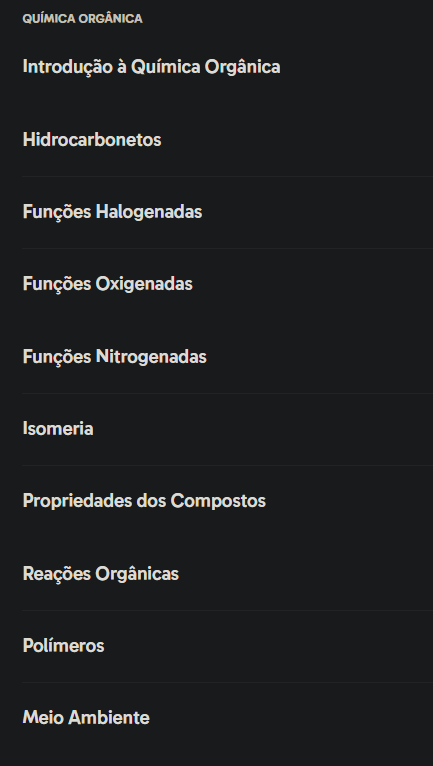 QUÍMICA ORGÂNICA
Introdução à Química Orgânica
Hidrocarbonetos
Funções Halogenadas
Funções Oxigenadas
Funções Nitrogenadas
Isomeria
Propriedades dos Compostos
Reações Orgânicas
Polímeros
Meio Ambiente